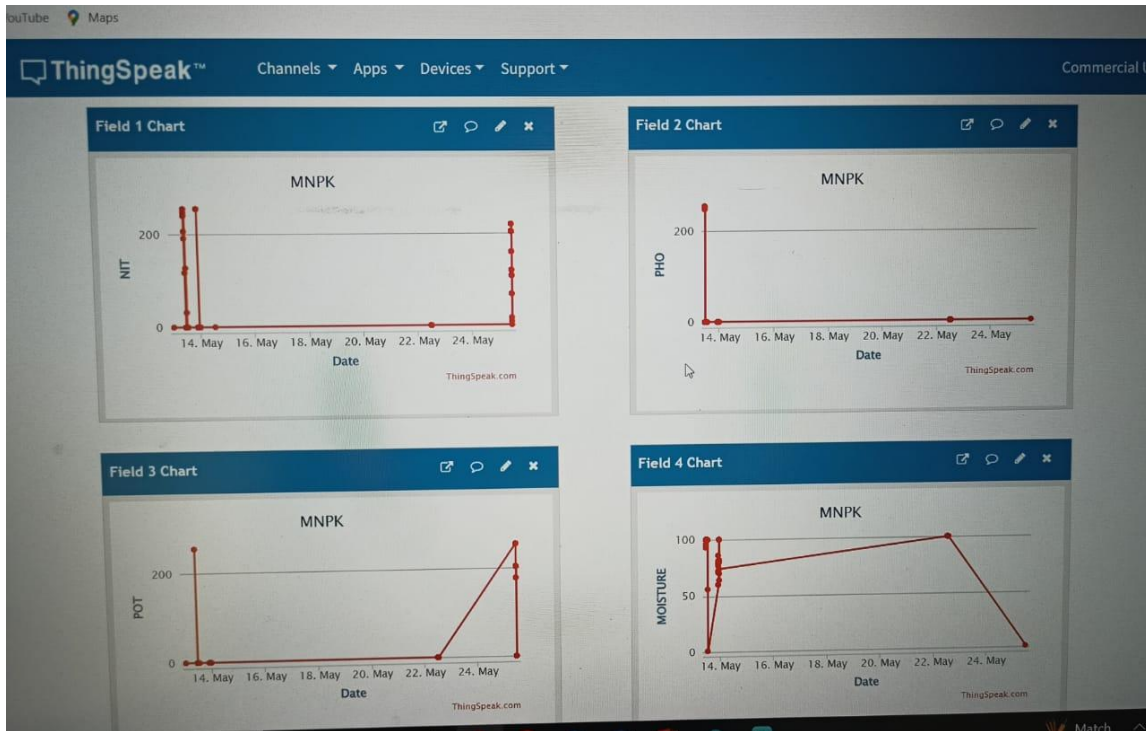 ouTube Maps
ThingSpeak™ Channels Apps Devices Support Commercial U
Field 1 Chart
MNPK
200
0
NIT
14. May 16. May 18. May 20. May 22. May 24. May
Date
ThingSpeak.com
Field 2 Chart
MNPK
200
0
PHO
14. May 16. May 18. May 20. May 22. May 24. May
Date
ThingSpeak.com
Field 3 Chart
MNPK
200
0
POT
14. May 16. May 18. May 20. May 22. May 24. May
Date
ThingSpeak.com
Field 4 Chart
MNPK
100
50
0
MOISTURE
14. May 16. May 18. May 20. May 22. May 24. May
Date
ThingSpeak.com
Match